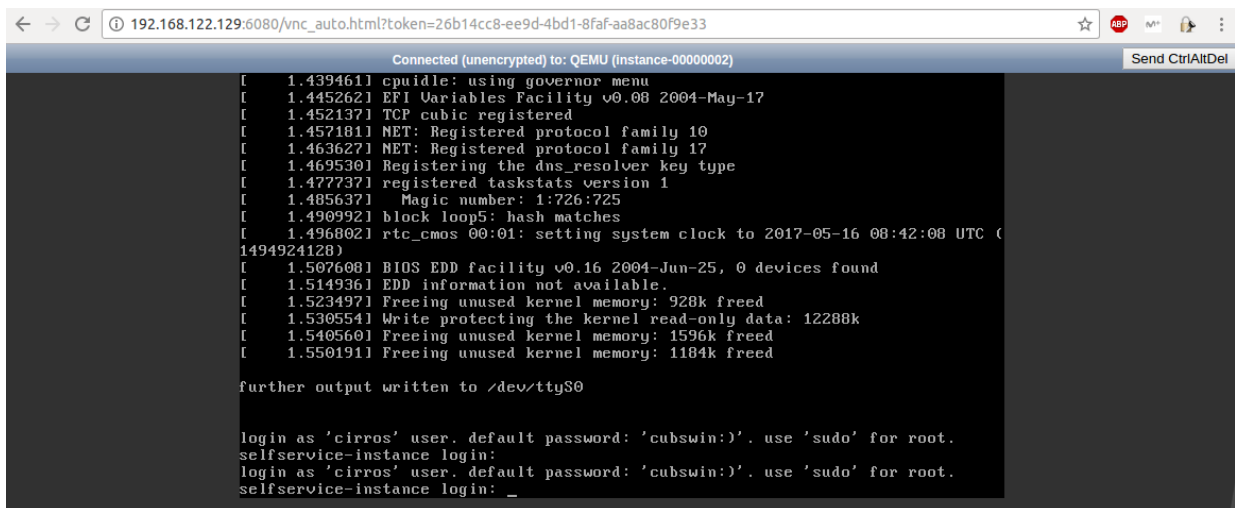 192.168.122.129:6080/vnc_auto.html?token=26b14cc8-ee9d-4bd1-8faf-aa8ac80f9e33
ABP
Connected (unencrypted) to: QEMU (instance-00000002)
Send CtrlAltDel
[    1.439461] cpuidle: using governor menu
[    1.445262] EFI Variables Facility v0.08 2004-May-17
[    1.452137] TCP cubic registered
[    1.457181] NET: Registered protocol family 10
[    1.463627] NET: Registered protocol family 17
[    1.469530] Registering the dns_resolver key type
[    1.477737] registered taskstats version 1
[    1.485637]   Magic number: 1:726:725
[    1.490992] block loop5: hash matches
[    1.496802] rtc_cmos 00:01: setting system clock to 2017-05-16 08:42:08 UTC (
1494924128)
[    1.507608] BIOS EDD facility v0.16 2004-Jun-25, 0 devices found
[    1.514936] EDD information not available.
[    1.523497] Freeing unused kernel memory: 928k freed
[    1.530554] Write protecting the kernel read-only data: 12288k
[    1.540560] Freeing unused kernel memory: 1596k freed
[    1.550191] Freeing unused kernel memory: 1184k freed
further output written to /dev/ttyS0
login as 'cirros' user. default password: 'cubswin:)'. use 'sudo' for root.
selfservice-instance login:
login as 'cirros' user. default password: 'cubswin:)'. use 'sudo' for root.
selfservice-instance login: _